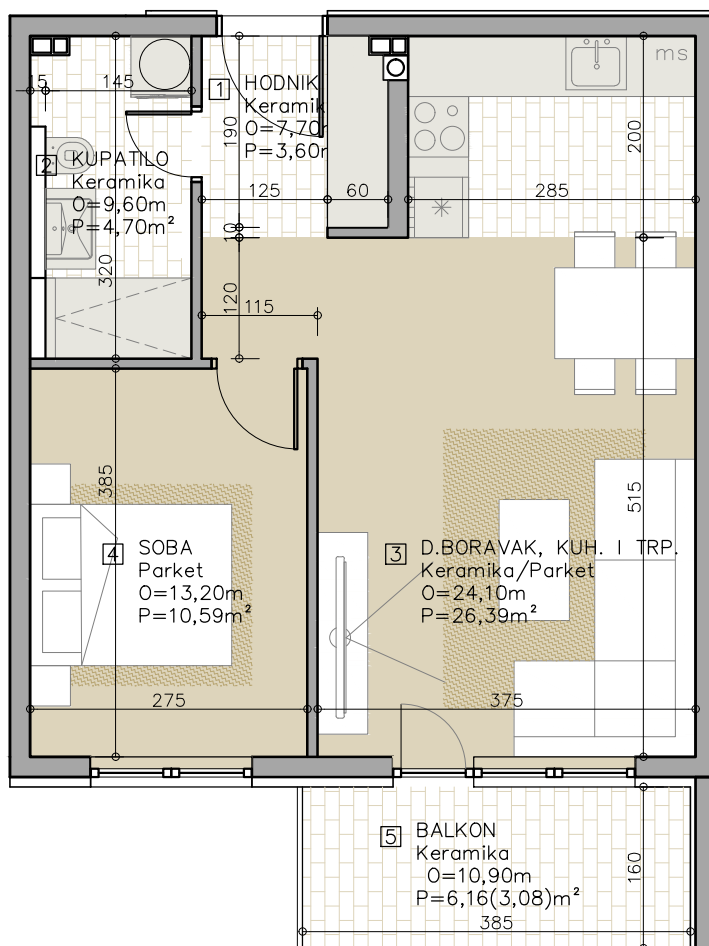 ms
15
145
1
HODNIK
Keramik
O=7,70m
P=3,60m
190
200
2
KUPATILO
Keramika
O=9,60m
P=4,70m²
125
60
285
10
320
120
115
385
515
4
SOBA
Parket
O=13,20m
P=10,59m²
3
D.BORAVAK, KUH. I TRP.
Keramika/Parket
O=24,10m
P=26,39m²
275
375
5
BALKON
Keramika
O=10,90m
P=6,16(3,08)m²
160
385